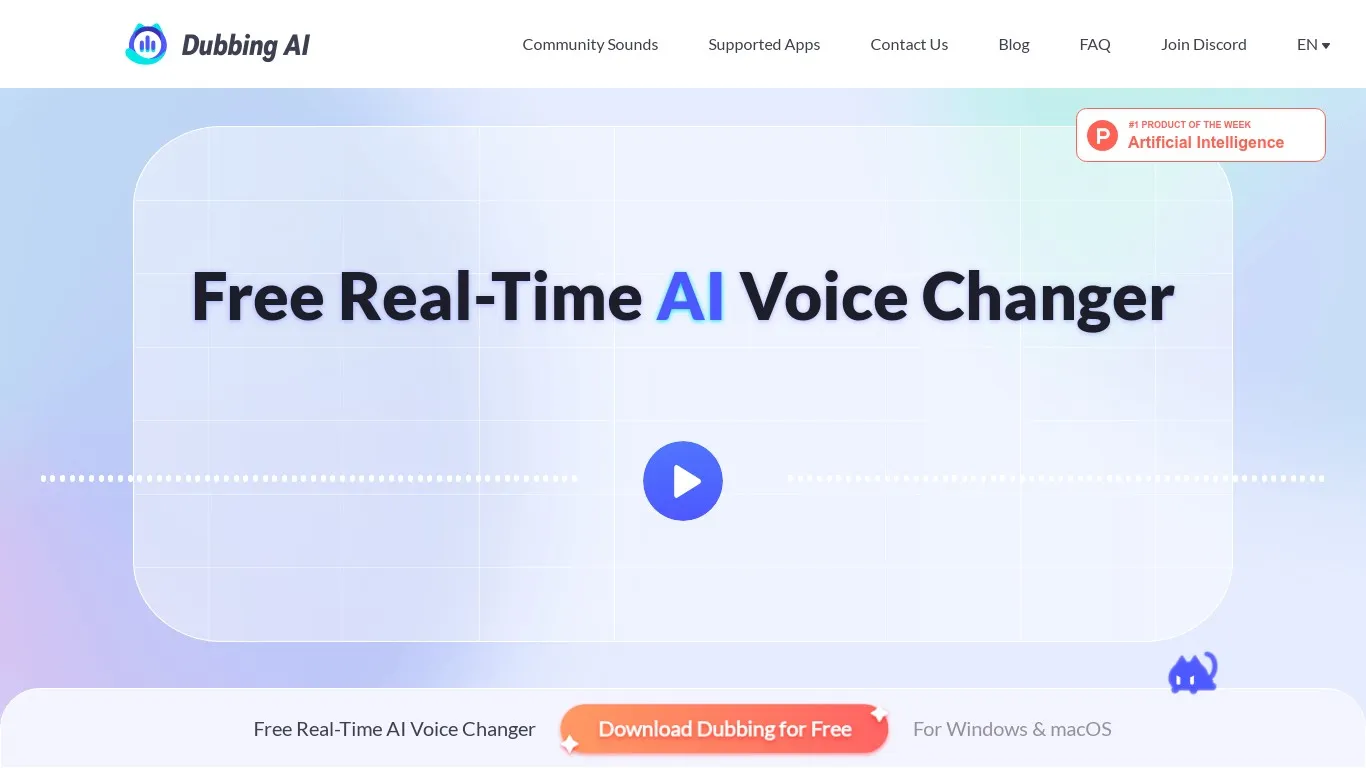 Dubbing AI
Community Sounds
Supported Apps
Contact Us
Blog
FAQ
Join Discord
EN
P
#1 PRODUCT OF THE WEEK
Artificial Intelligence
Free Real-Time AI Voice Changer
Free Real-Time AI Voice Changer
Download Dubbing for Free
For Windows & macOS